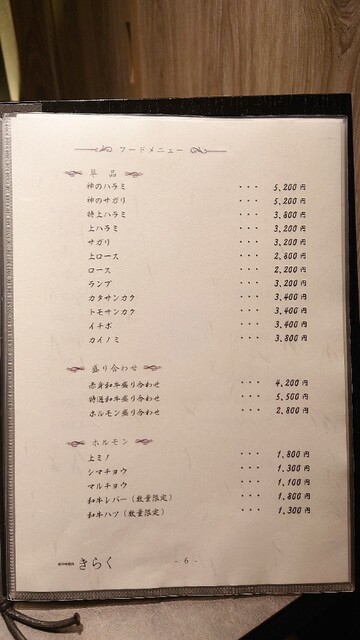 フードメニュー
単品
神のハラミ ・・・ 5,200円
神のサガリ ・・・ 5,200円
特上ハラミ ・・・ 3,800円
上ハラミ ・・・ 3,200円
サガリ ・・・ 3,200円
上ロース ・・・ 2,800円
ロース ・・・ 2,200円
ランプ ・・・ 3,200円
カタサンカク ・・・ 3,400円
トモサンカク ・・・ 3,400円
イチボ ・・・ 3,400円
カイノミ ・・・ 3,800円
盛り合わせ
赤身和牛盛り合わせ ・・・ 4,200円
特選和牛盛り合わせ ・・・ 5,500円
ホルモン盛り合わせ ・・・ 2,800円
ホルモン
上ミノ ・・・ 1,800円
シマチョウ ・・・ 1,300円
マルチョウ ・・・ 1,100円
和牛レバー（数量限定） ・・・ 1,800円
和牛ハツ（数量限定） ・・・ 1,300円
きらく - 6 -